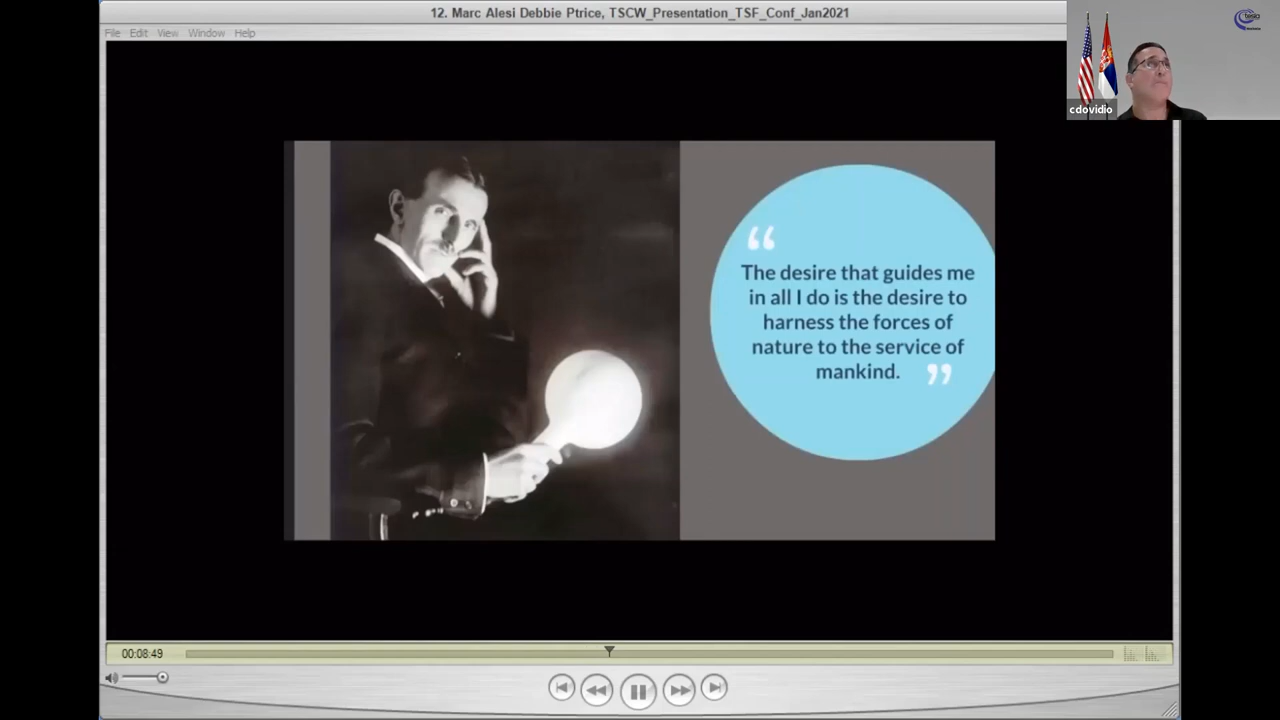 12. Marc Alesi Debbie Ptrice, TSCW_Presentation_TSF_Conf_Jan2021
File Edit View Window Help
cdovidio
“
The desire that guides me
in all I do is the desire to
harness the forces of
nature to the service of
mankind. ”
00:08:49